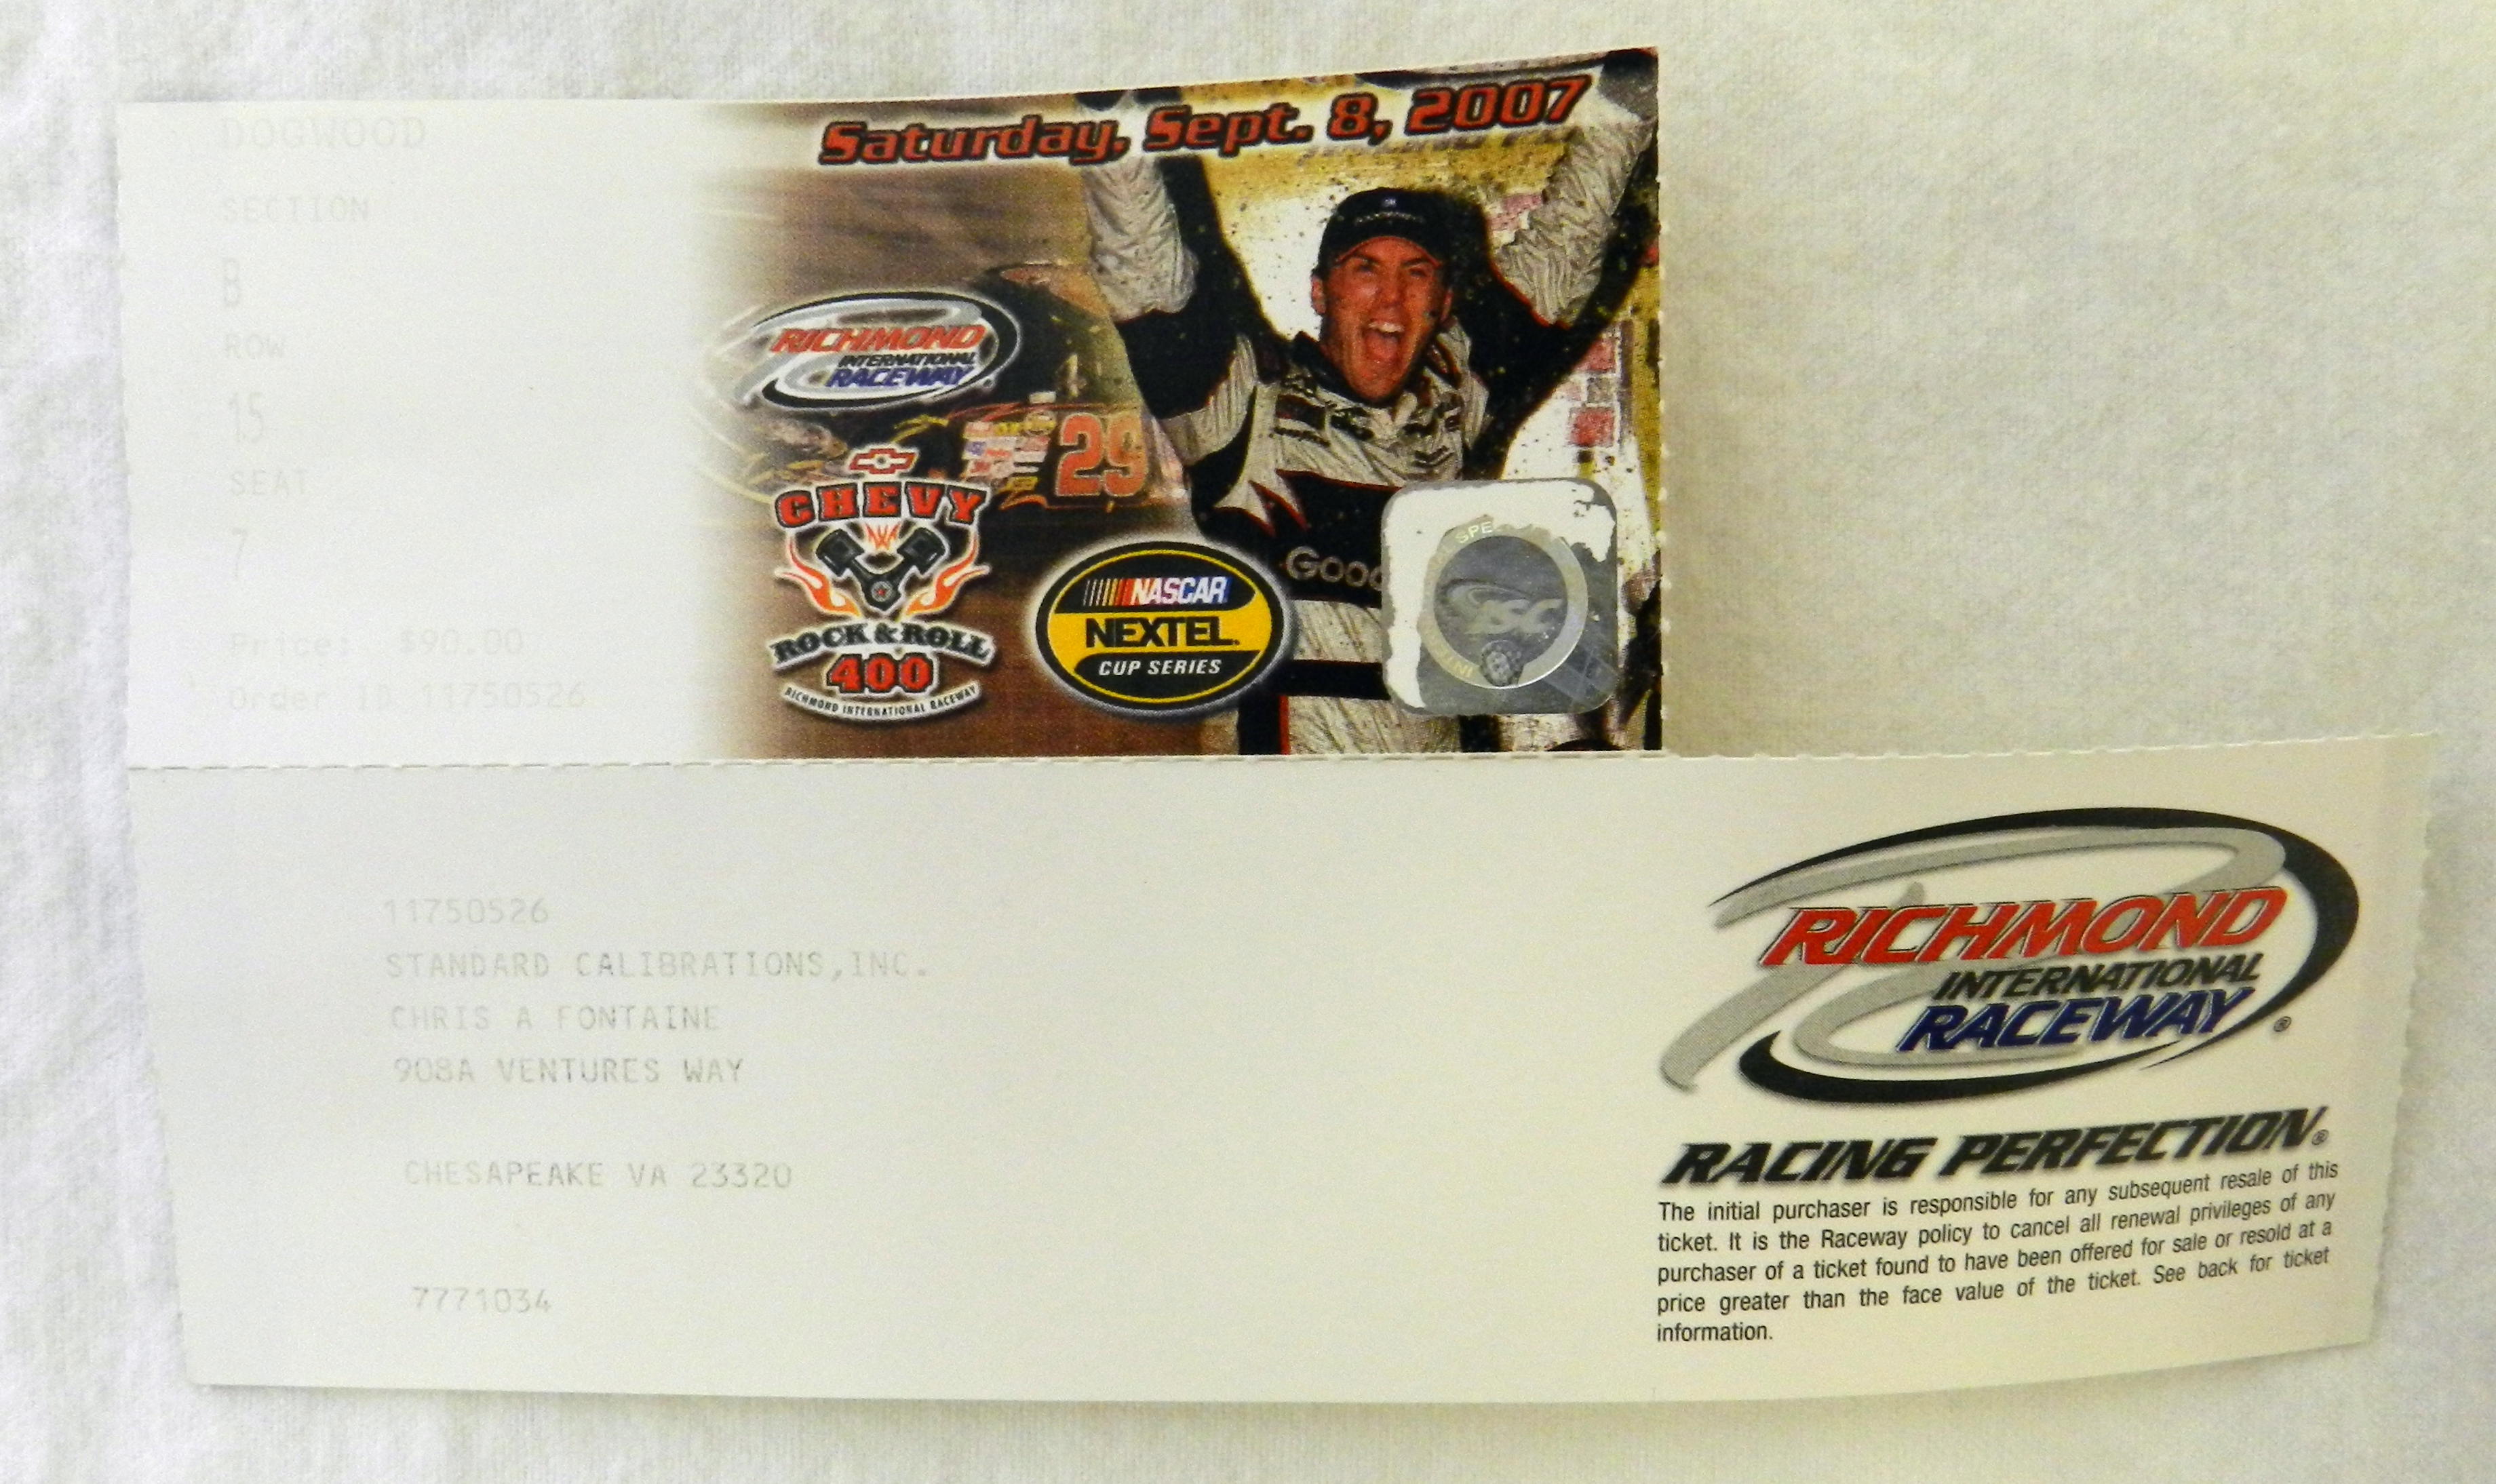 Saturday, Sept. 8, 2007
DOGWOOD
SECTION
B
ROW
15
SEAT
7
Price: $90.00
Order ID 11750526
RICHMOND
INTERNATIONAL
RACEWAY
29
CHEVY
ROCK & ROLL
400
RICHMOND INTERNATIONAL RACEWAY
NASCAR
NEXTEL
CUP SERIES
ISC
11750526
STANDARD CALIBRATIONS,INC.
CHRIS A FONTAINE
908A VENTURES WAY
CHESAPEAKE VA 23320
7771034
RICHMOND
INTERNATIONAL
RACEWAY®
RACING PERFECTION®
The initial purchaser is responsible for any subsequent resale of this
ticket. It is the Raceway policy to cancel all renewal privileges of any
purchaser of a ticket found to have been offered for sale or resold at a
price greater than the face value of the ticket. See back for ticket
information.